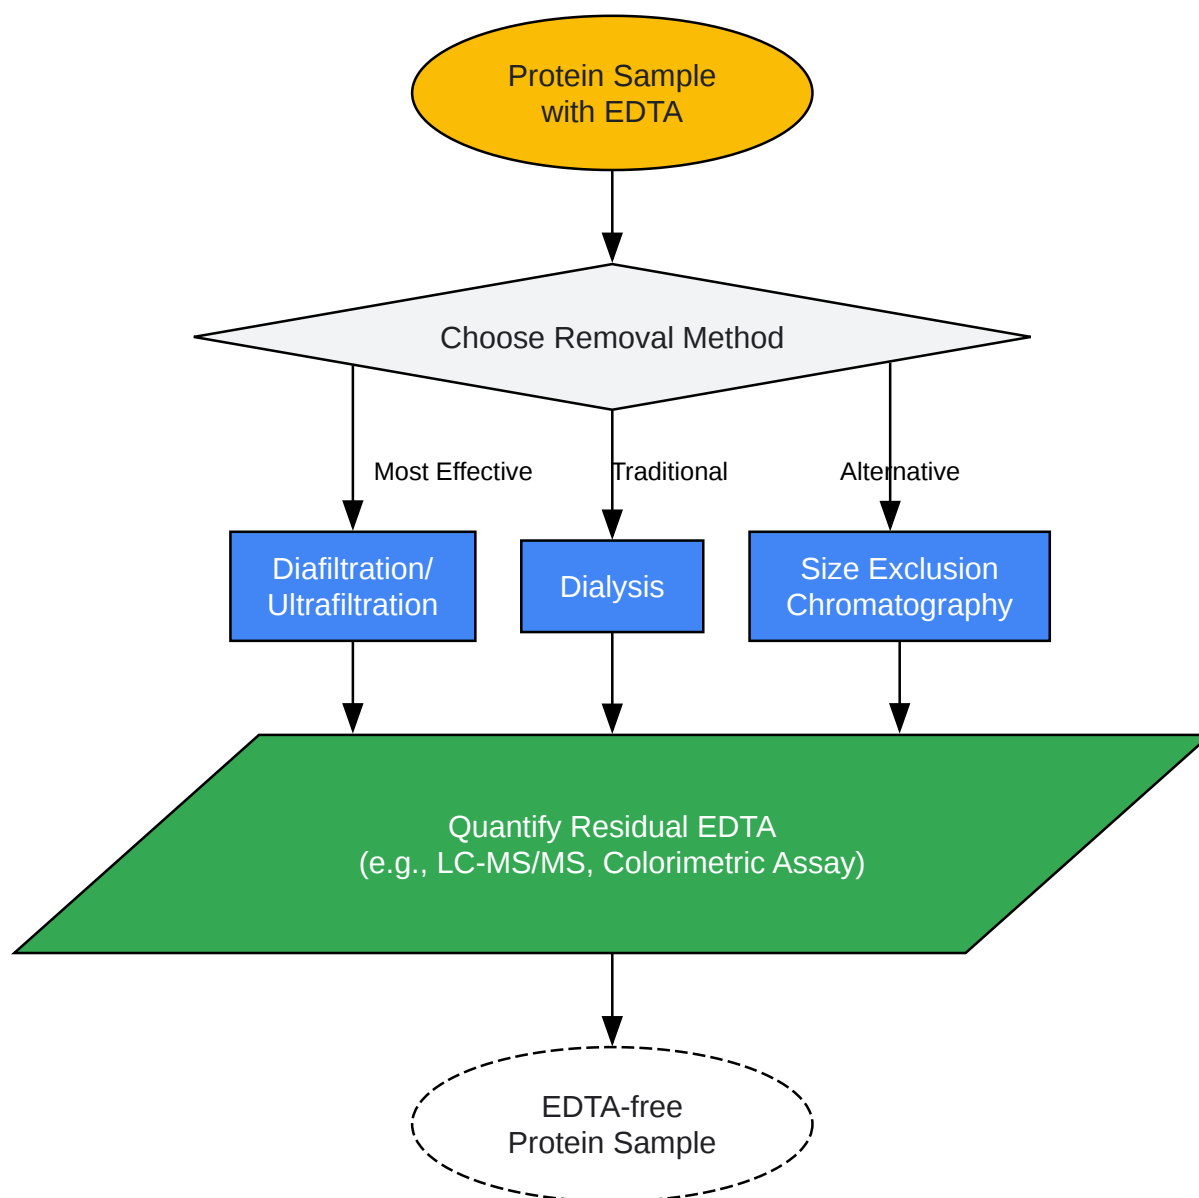 Protein Sample
with EDTA
Choose Removal Method
Most Effective
Traditional
Alternative
Diafiltration/
Ultrafiltration
Dialysis
Size Exclusion
Chromatography
Quantify Residual EDTA
(e.g., LC-MS/MS, Colorimetric Assay)
EDTA-free
Protein Sample